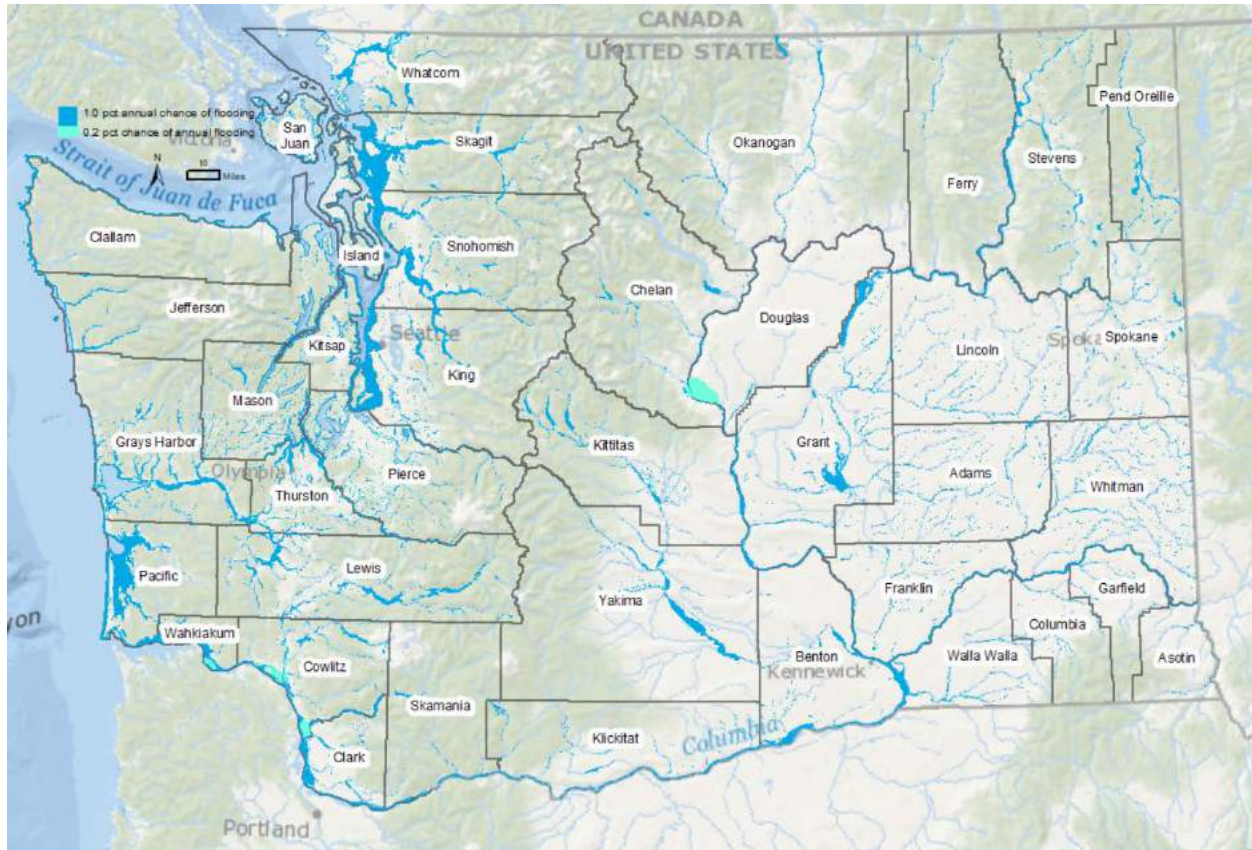 CANADA
UNITED STATES
Whatcom
Pend Oreille
1.0 pct annual chance of flooding
0.2 pct chance of annual flooding
San
Juan
Victoria
Skagit
Okanogan
Stevens
Ferry
N
10
Miles
Strait of Juan de Fuca
Clallam
Island
Snohomish
Chelan
Jefferson
Douglas
Seattle
Kitsap
Lincoln
Spokane
King
Mason
Grays Harbor
Kittitas
Grant
Olympia
Pierce
Adams
Whitman
Thurston
Lewis
Pacific
Yakima
Franklin
Garfield
yon
Wahkiakum
Columbia
Cowlitz
Benton
Walla Walla
Asotin
Kennewick
Skamania
Klickitat
Columbia
Clark
Portland